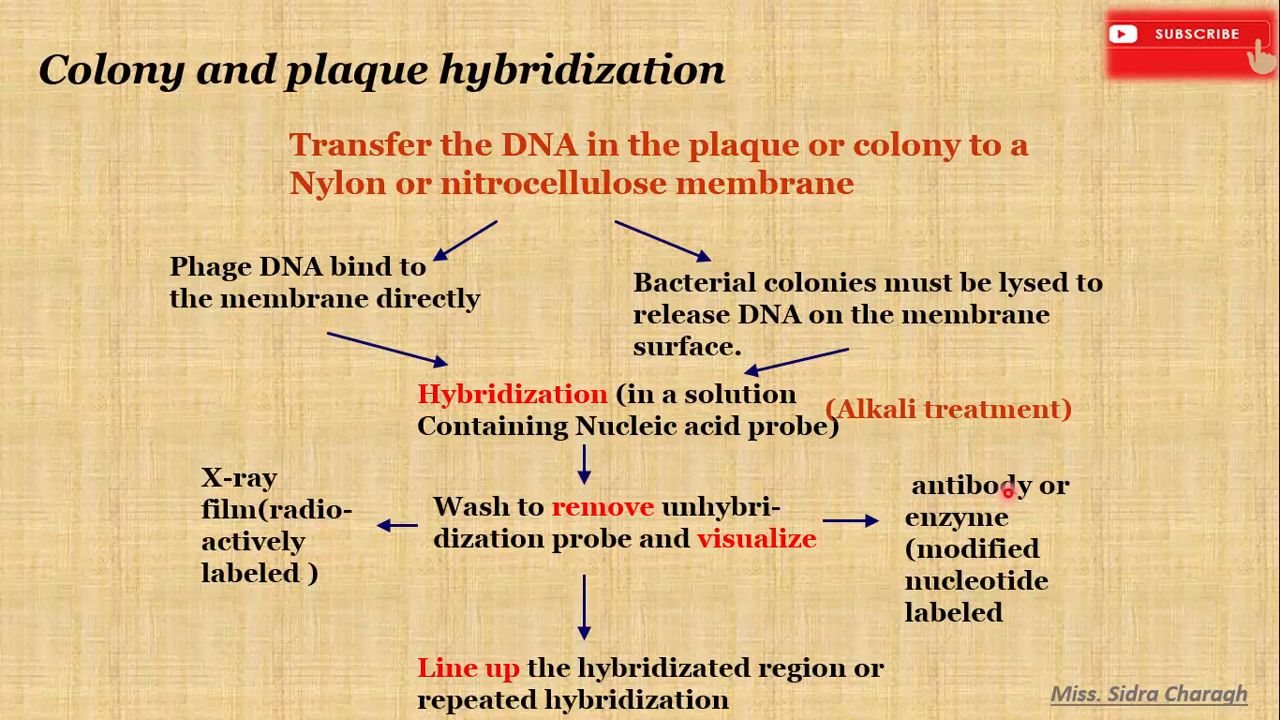 SUBSCRIBE
Colony and plaque hybridization
Transfer the DNA in the plaque or colony to a
Nylon or nitrocellulose membrane
Phage DNA bind to
the membrane directly
Bacterial colonies must be lysed to
release DNA on the membrane
surface.
Hybridization (in a solution
Containing Nucleic acid probe)
(Alkali treatment)
X-ray
film(radio-
actively
labeled )
Wash to remove unhybri-
dization probe and visualize
antibody or
enzyme
(modified
nucleotide
labeled
Line up the hybridizated region or
repeated hybridization
Miss. Sidra Charagh